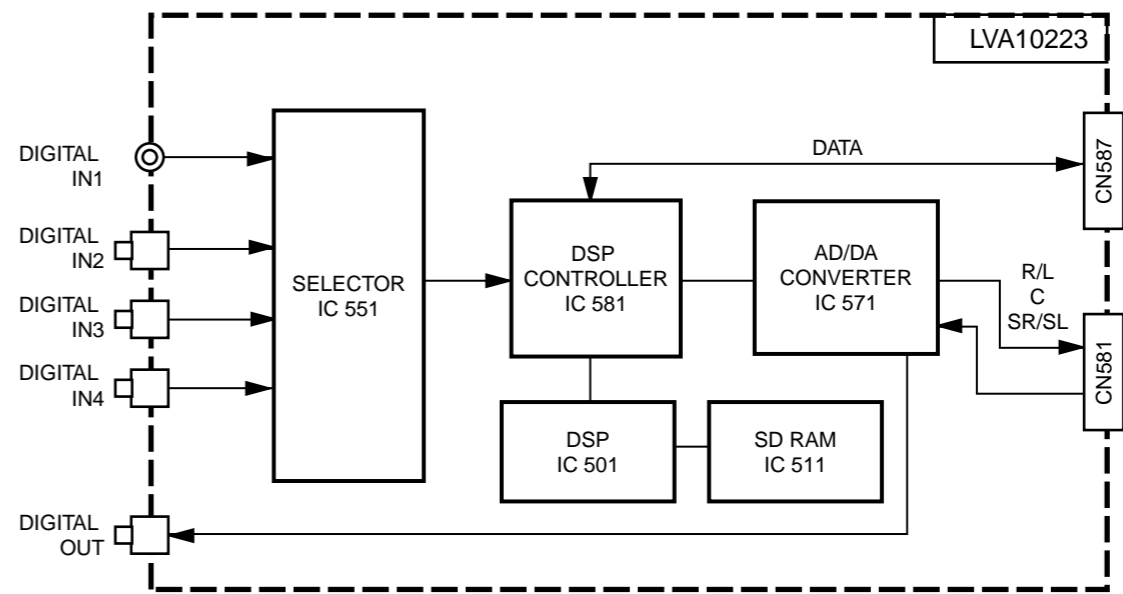 LVA10223
DIGITAL
IN1
DIGITAL
IN2
DIGITAL
IN3
DIGITAL
IN4
DIGITAL
OUT
SELECTOR
IC 551
DSP
CONTROLLER
IC 581
DSP
IC 501
SD RAM
IC 511
AD/DA
CONVERTER
IC 571
DATA
R/L
C
SR/SL
CN587
CN581